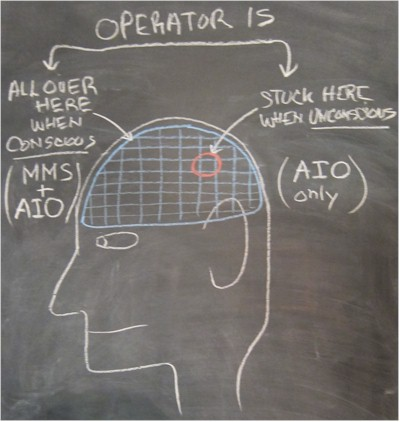 OPERATOR IS
ALL OVER
HERE
WHEN
CONSCIOUS
(MMS
+
AIO)
STUCK HERE
WHEN UNCONSCIOUS
(AIO
only)